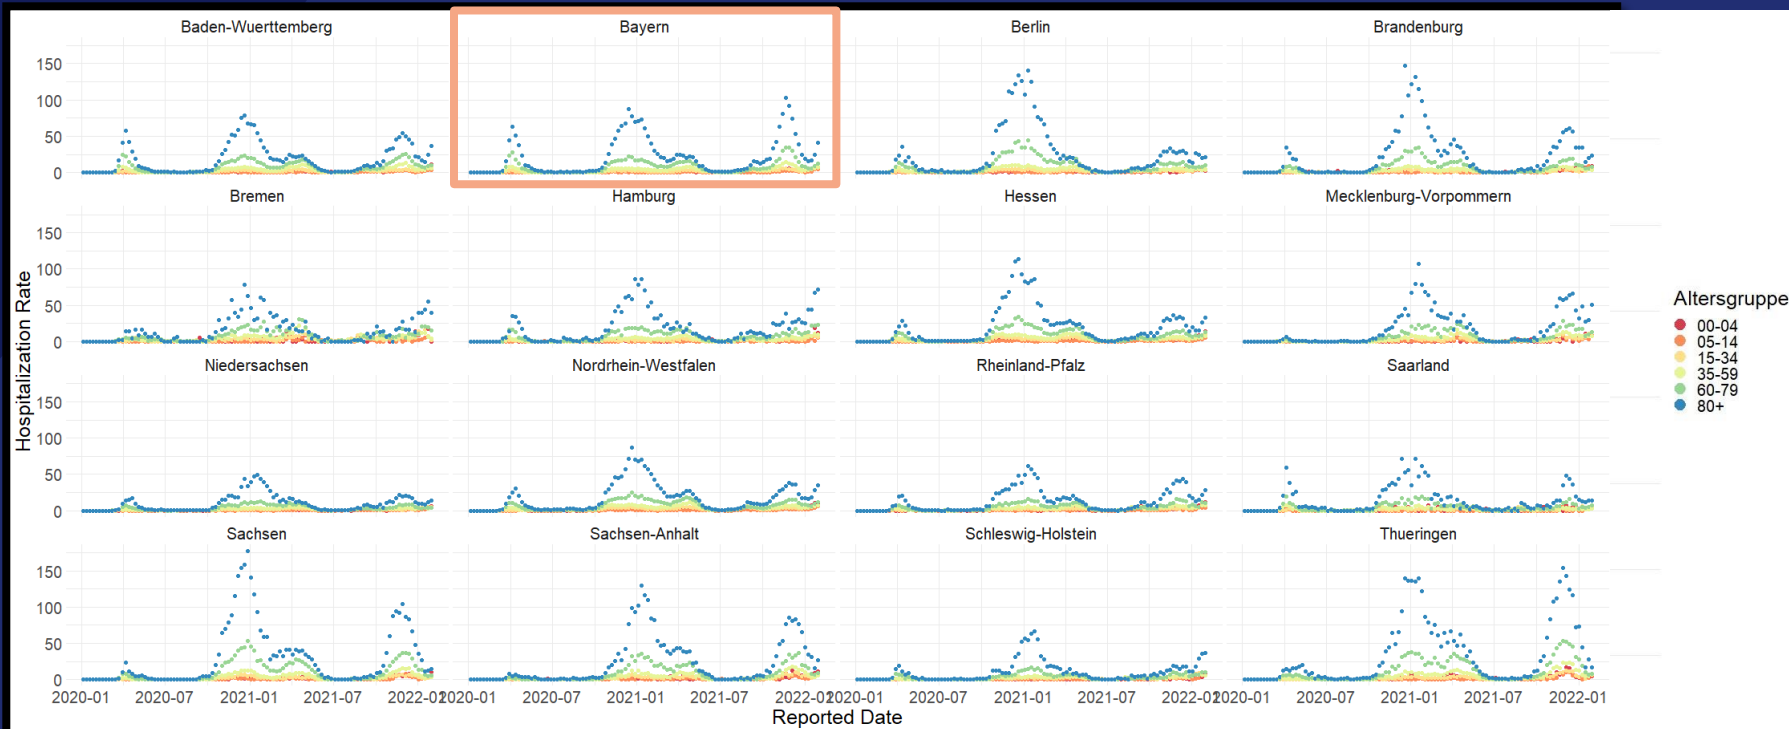 Baden-Wuerttemberg Bayern Berlin Brandenburg
150
100
50
0
Bremen Hamburg Hessen Mecklenburg-Vorpommern
150
100
50
0
Niedersachsen Nordrhein-Westfalen Rheinland-Pfalz Saarland
150
100
50
0
Sachsen Sachsen-Anhalt Schleswig-Holstein Thueringen
150
100
50
0
2020-01 2020-07 2021-01 2021-07 2022-01 2020-01 2020-07 2021-01 2021-07 2022-01 2020-01 2020-07 2021-01 2021-07 2022-01 2020-01 2020-07 2021-01 2021-07 2022-01
Reported Date
Hospitalization Rate
Altersgruppe
00-04
05-14
15-34
35-59
60-79
80+